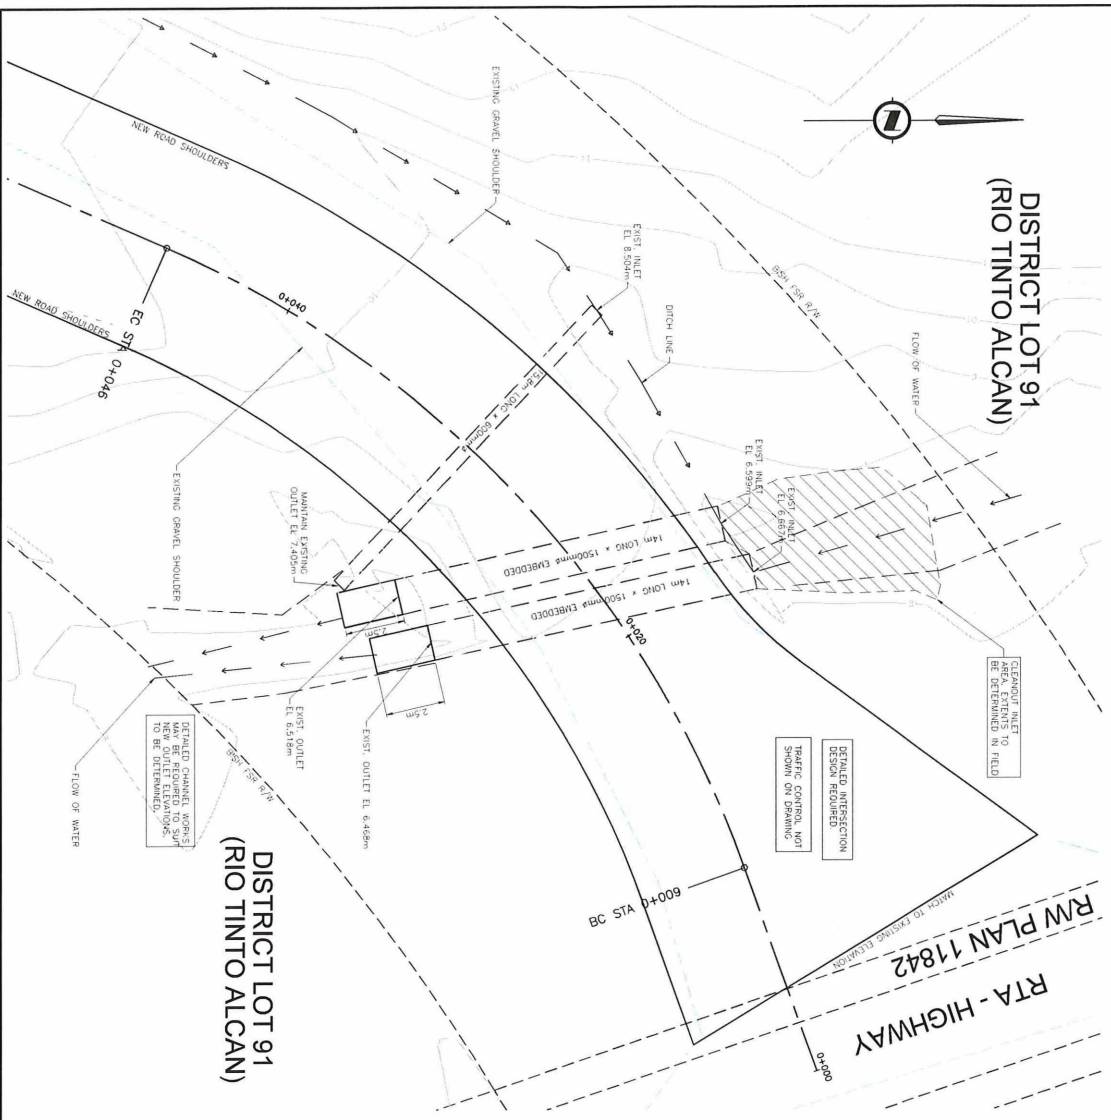 DISTRICT LOT 91
(RIO TINTO ALCAN)
N
EXISTING GRAVEL SHOULDER
NEW ROAD SHOULDERS
EXIST. INLET
EL 8.504m
DITCH LINE
BISH FSR R/W
FLOW OF WATER
0+040
EC STA 0+046
NEW ROAD SHOULDERS
15.8m LONG x 600mmø
EXIST. INLET
EL 6.599m
EXIST. INLET
EL 6.667m
EXISTING GRAVEL SHOULDER
MAINTAIN EXISTING
OUTLET EL 7.405m
14m LONG x 1500mmø EMBEDDED
14m LONG x 1500mmø EMBEDDED
0+020
2.5m
2.5m
CLEANOUT INLET
AREA, EXTENTS TO
BE DETERMINED IN FIELD
EXIST. OUTLET
EL 6.518m
EXIST. OUTLET EL 6.468m
DETAILED INTERSECTION
DESIGN REQUIRED
TRAFFIC CONTROL NOT
SHOWN ON DRAWING
DETAILED CHANNEL WORKS
MAY BE REQUIRED TO SUIT
NEW OUTLET ELEVATIONS.
TO BE DETERMINED.
FLOW OF WATER
BISH FSR R/W
BC STA 0+009
MATCH TO EXISTING ELEVATION
R/W PLAN 11842
RTA - HIGHWAY
0+000
DISTRICT LOT 91
(RIO TINTO ALCAN)